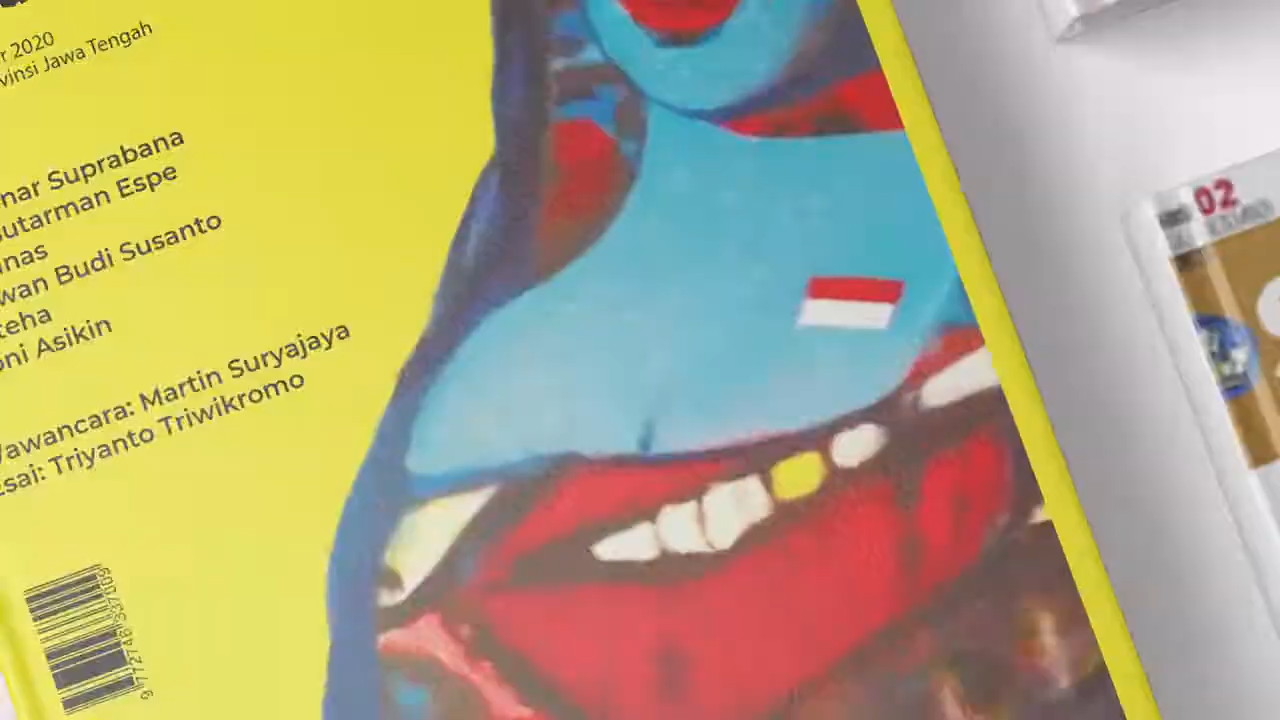 r 2020
vinsi Jawa Tengah
nar Suprabana
utarman Espe
nas
wan Budi Susanto
teha
oni Asikin
Wawancara: Martin Suryajaya
Esai: Triyanto Triwikromo
02